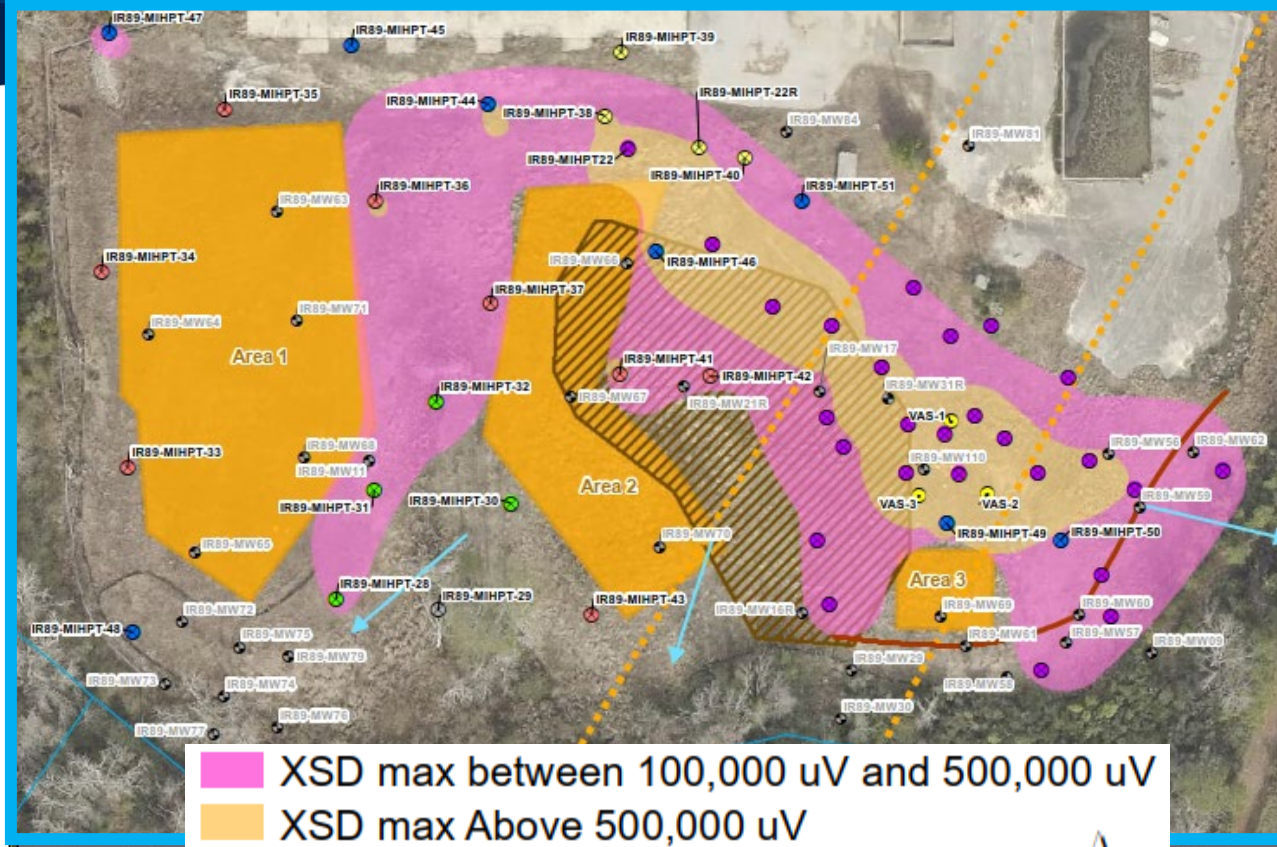 IR89-MIHPT-47
IR89-MIHPT-45
IR89-MIHPT-39
IR89-MIHPT-35
IR89-MIHPT-44
IR89-MIHPT-38
IR89-MIHPT-22R
IR89-MW84
IR89-MW81
IR89-MIHPT22
IR89-MIHPT-40
IR89-MIHPT-36
IR89-MIHPT-51
IR89-MW63
IR89-MIHPT-34
IR89-MW66
IR89-MIHPT-46
IR89-MIHPT-37
IR89-MW64
IR89-MW71
Area 1
IR89-MW17
IR89-MIHPT-41
IR89-MIHPT-42
IR89-MIHPT-32
IR89-MW67
IR89-MW21R
IR89-MW31R
VAS-1
IR89-MW68
IR89-MW56
IR89-MW62
IR89-MIHPT-33
IR89-MW11
IR89-MW110
Area 2
IR89-MIHPT-31
IR89-MIHPT-30
VAS-3
VAS-2
IR89-MW59
IR89-MW70
IR89-MIHPT-49
IR89-MIHPT-50
IR89-MW65
Area 3
IR89-MIHPT-28
IR89-MIHPT-29
IR89-MIHPT-43
IR89-MW72
IR89-MW16R
IR89-MW69
IR89-MW60
IR89-MIHPT-48
IR89-MW75
IR89-MW61
IR89-MW57
IR89-MW79
IR89-MW29
IR89-MW09
IR89-MW73
IR89-MW74
IR89-MW58
IR89-MW76
IR89-MW30
IR89-MW77
XSD max between 100,000 uV and 500,000 uV
XSD max Above 500,000 uV